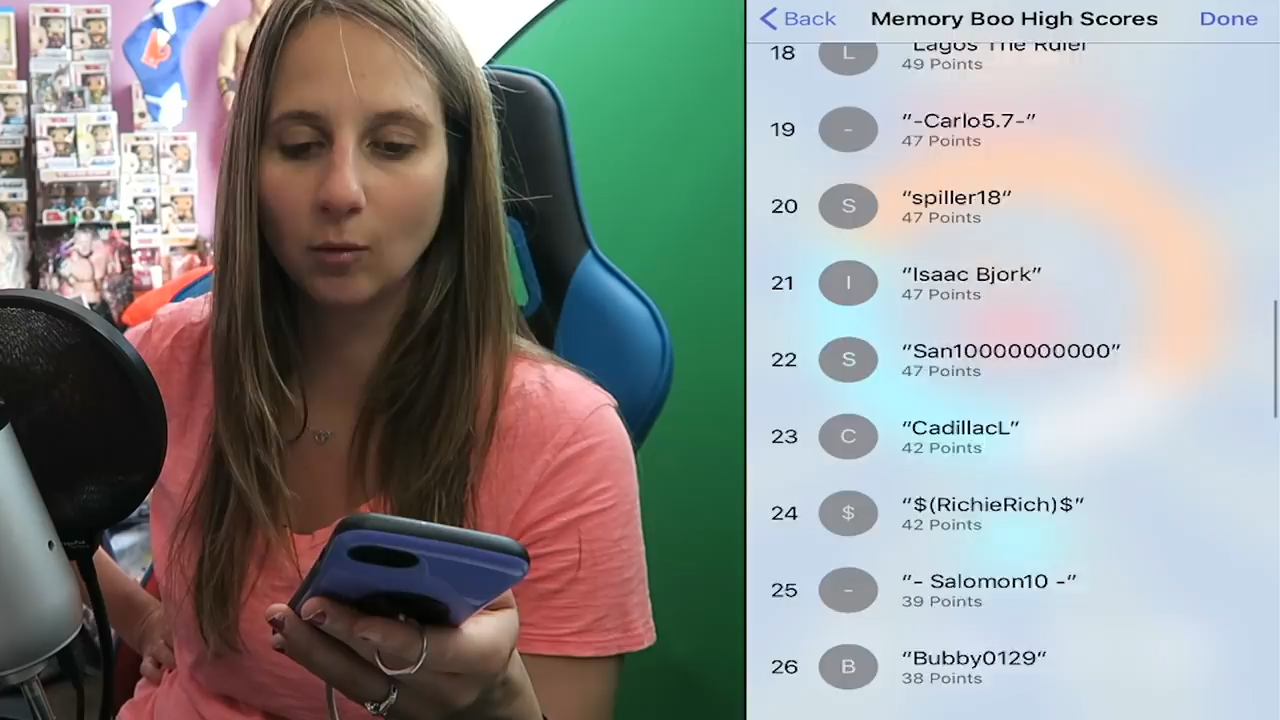 Back
Memory Boo High Scores
Done
18
L
"Lagos The Ruler
49 Points
19
-
"-Carlo5.7-"
47 Points
20
S
"spiller18"
47 Points
21
I
"Isaac Bjork"
47 Points
22
S
"San10000000000"
47 Points
23
C
"CadillacL"
42 Points
24
$
"$(RichieRich)$"
42 Points
25
-
"- Salomon10 -"
39 Points
26
B
"Bubby0129"
38 Points